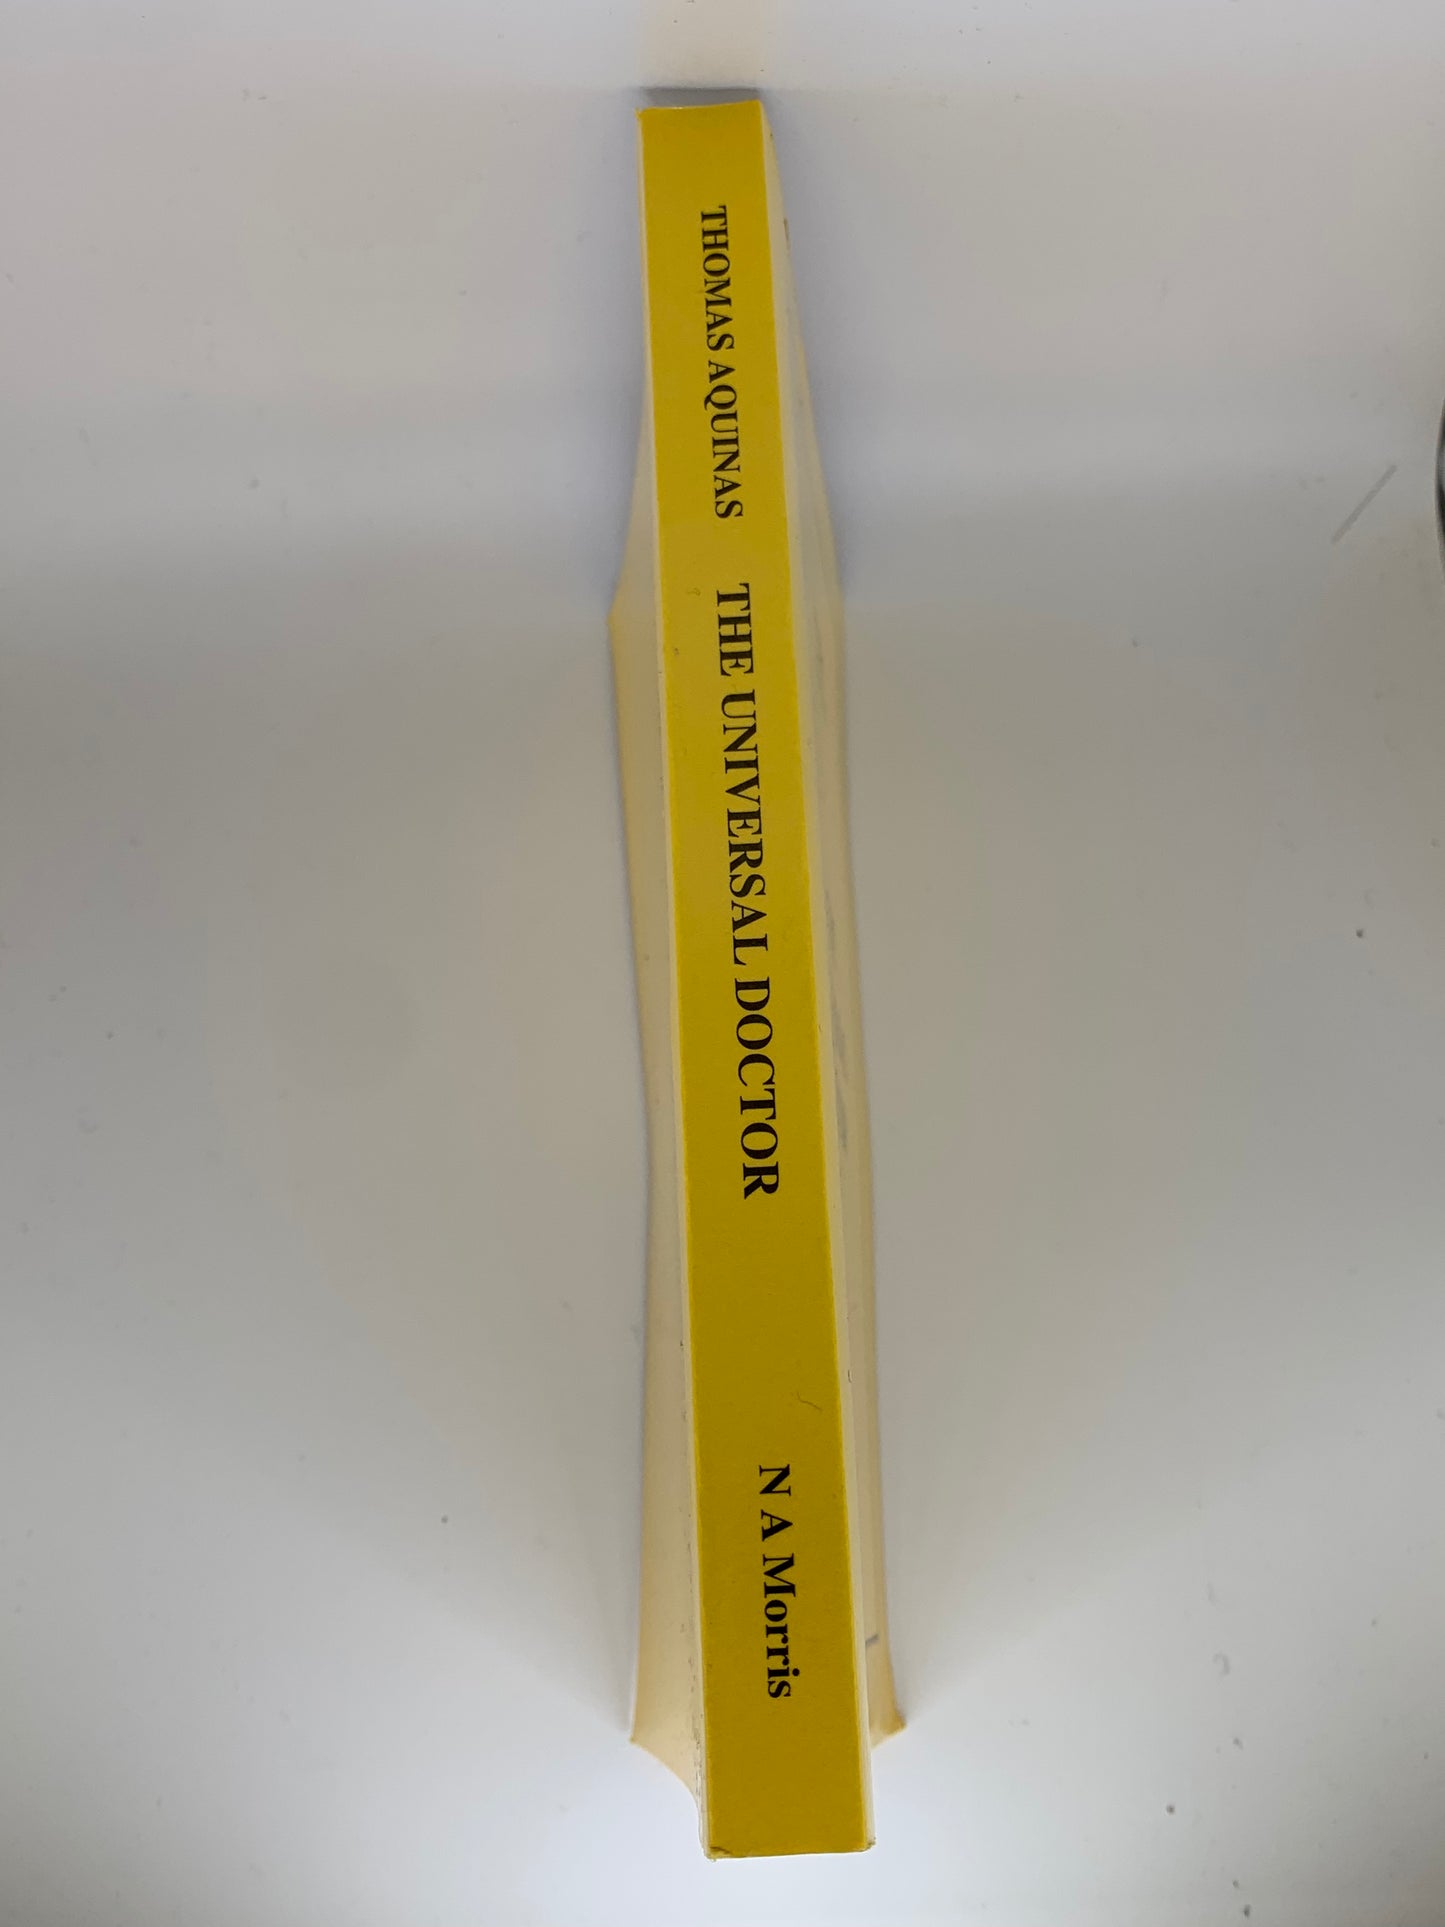 THOMAS AQUINAS THE UNIVERSAL DOCTOR N A Morris